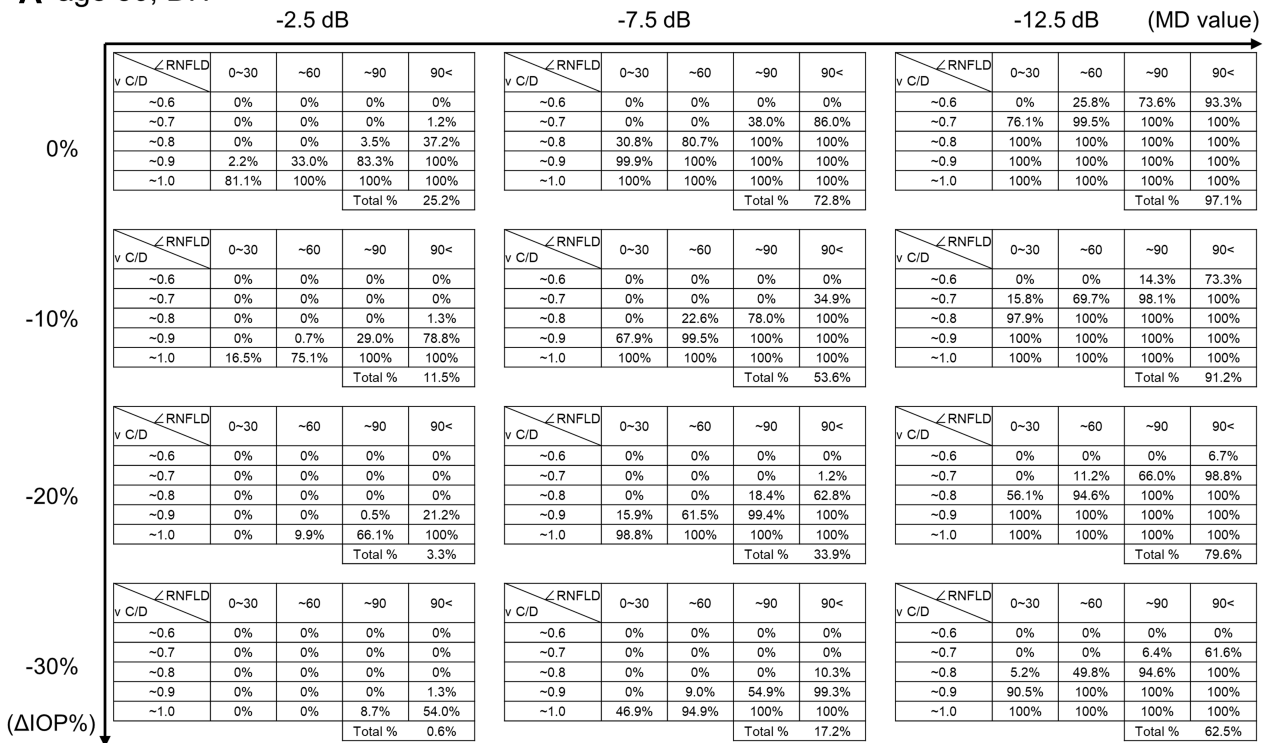 -2.5 dB -7.5 dB -12.5 dB (MD value)
0%
∠RNFLD v C/D 0~30 ~60 ~90 90<
~0.6 0% 0% 0% 0%
~0.7 0% 0% 0% 1.2%
~0.8 0% 0% 3.5% 37.2%
~0.9 2.2% 33.0% 83.3% 100%
~1.0 81.1% 100% 100% 100%
Total % 25.2%
∠RNFLD v C/D 0~30 ~60 ~90 90<
~0.6 0% 0% 0% 0%
~0.7 0% 0% 38.0% 86.0%
~0.8 30.8% 80.7% 100% 100%
~0.9 99.9% 100% 100% 100%
~1.0 100% 100% 100% 100%
Total % 72.8%
∠RNFLD v C/D 0~30 ~60 ~90 90<
~0.6 0% 25.8% 73.6% 93.3%
~0.7 76.1% 99.5% 100% 100%
~0.8 100% 100% 100% 100%
~0.9 100% 100% 100% 100%
~1.0 100% 100% 100% 100%
Total % 97.1%
-10%
∠RNFLD v C/D 0~30 ~60 ~90 90<
~0.6 0% 0% 0% 0%
~0.7 0% 0% 0% 0%
~0.8 0% 0% 0% 1.3%
~0.9 0% 0.7% 29.0% 78.8%
~1.0 16.5% 75.1% 100% 100%
Total % 11.5%
∠RNFLD v C/D 0~30 ~60 ~90 90<
~0.6 0% 0% 0% 0%
~0.7 0% 0% 0% 34.9%
~0.8 0% 22.6% 78.0% 100%
~0.9 67.9% 99.5% 100% 100%
~1.0 100% 100% 100% 100%
Total % 53.6%
∠RNFLD v C/D 0~30 ~60 ~90 90<
~0.6 0% 0% 14.3% 73.3%
~0.7 15.8% 69.7% 98.1% 100%
~0.8 97.9% 100% 100% 100%
~0.9 100% 100% 100% 100%
~1.0 100% 100% 100% 100%
Total % 91.2%
-20%
∠RNFLD v C/D 0~30 ~60 ~90 90<
~0.6 0% 0% 0% 0%
~0.7 0% 0% 0% 0%
~0.8 0% 0% 0% 0%
~0.9 0% 0% 0.5% 21.2%
~1.0 0% 9.9% 66.1% 100%
Total % 3.3%
∠RNFLD v C/D 0~30 ~60 ~90 90<
~0.6 0% 0% 0% 0%
~0.7 0% 0% 0% 1.2%
~0.8 0% 0% 18.4% 62.8%
~0.9 15.9% 61.5% 99.4% 100%
~1.0 98.8% 100% 100% 100%
Total % 33.9%
∠RNFLD v C/D 0~30 ~60 ~90 90<
~0.6 0% 0% 0% 6.7%
~0.7 0% 11.2% 66.0% 98.8%
~0.8 56.1% 94.6% 100% 100%
~0.9 100% 100% 100% 100%
~1.0 100% 100% 100% 100%
Total % 79.6%
-30%
(ΔIOP%)
∠RNFLD v C/D 0~30 ~60 ~90 90<
~0.6 0% 0% 0% 0%
~0.7 0% 0% 0% 0%
~0.8 0% 0% 0% 0%
~0.9 0% 0% 0% 1.3%
~1.0 0% 0% 8.7% 54.0%
Total % 0.6%
∠RNFLD v C/D 0~30 ~60 ~90 90<
~0.6 0% 0% 0% 0%
~0.7 0% 0% 0% 0%
~0.8 0% 0% 0% 10.3%
~0.9 0% 9.0% 54.9% 99.3%
~1.0 46.9% 94.9% 100% 100%
Total % 17.2%
∠RNFLD v C/D 0~30 ~60 ~90 90<
~0.6 0% 0% 0% 0%
~0.7 0% 0% 6.4% 61.6%
~0.8 5.2% 49.8% 94.6% 100%
~0.9 90.5% 100% 100% 100%
~1.0 100% 100% 100% 100%
Total % 62.5%